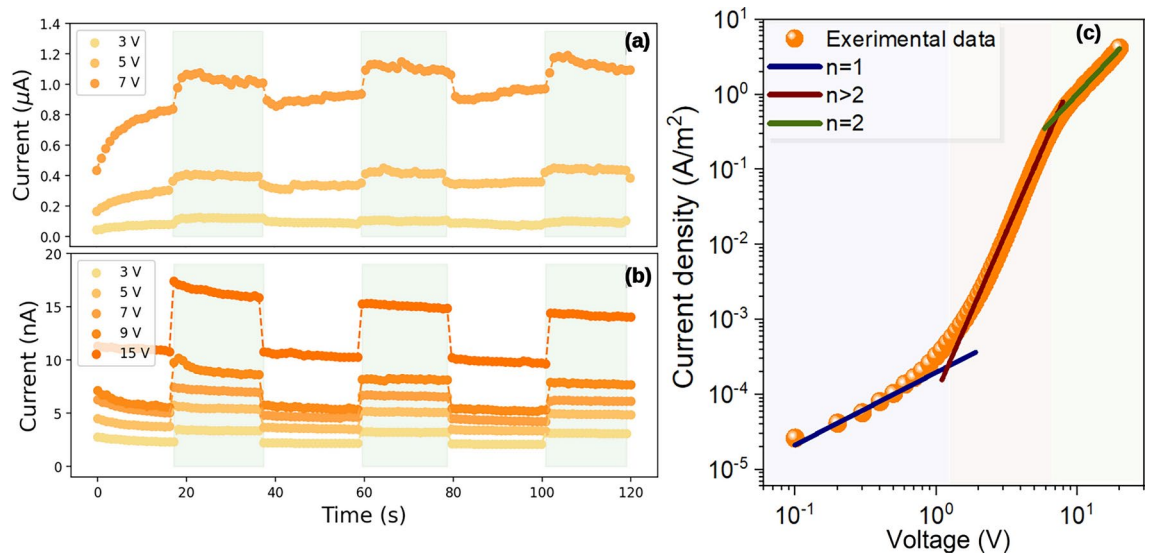 1.4
1.2
1.0
0.8
0.6
0.4
0.2
0.0
Current (μA)
3 V
5 V
7 V
(a)
20
15
10
5
0
Current (nA)
3 V
5 V
7 V
9 V
15 V
(b)
0 20 40 60 80 100 120
Time (s)
10¹
10⁰
10⁻¹
10⁻²
10⁻³
10⁻⁴
10⁻⁵
Current density (A/m²)
Exerimental data
n=1
n>2
n=2
(c)
10⁻¹ 10⁰ 10¹
Voltage (V)